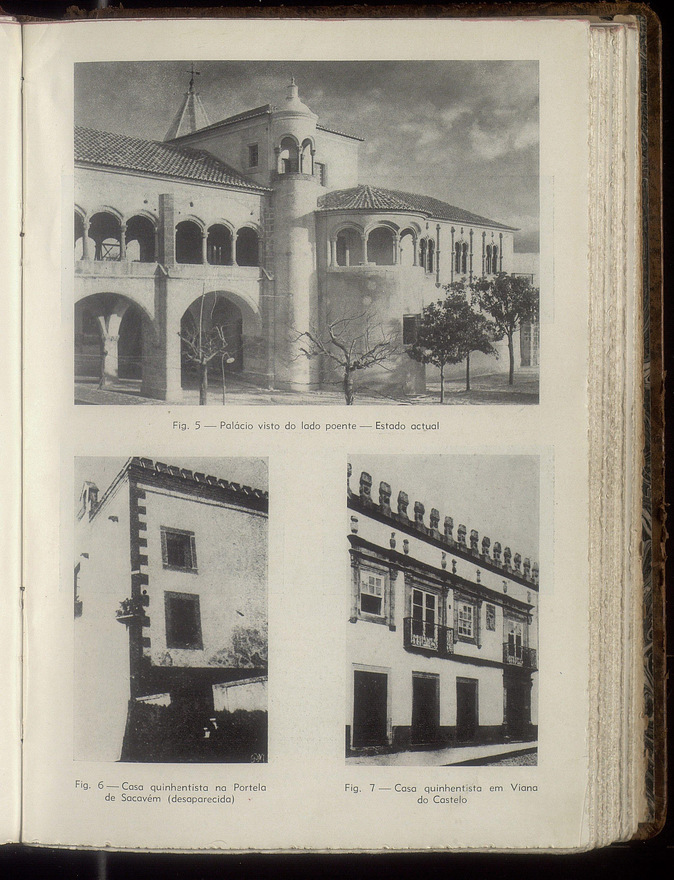 Fig. 5 — Palácio visto do lado poente — Estado actual
Fig. 6 — Casa quinhentista na Portela
de Sacavém (desaparecida)
Fig. 7 — Casa quinhentista em Viana
do Castelo